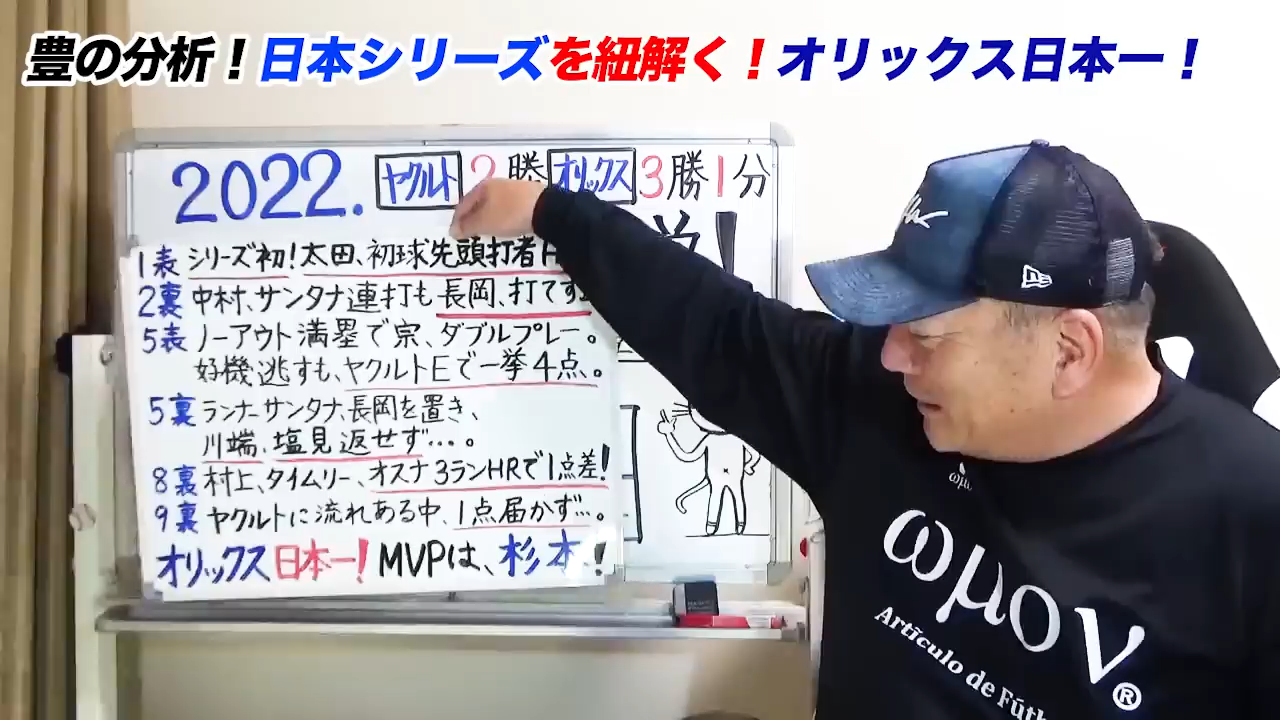 豊の分析！日本シリーズを紐解く！オリックス日本一！
2022. ヤクルト 2勝 オリックス 3勝1分
1表 シリーズ初!太田、初球先頭打者H
2裏 中村、サンタナ連打も長岡、打てず
5表 ノーアウト満塁で宗、ダブルプレー。
好機逃すも、ヤクルトEで一挙4点。
5裏 ランナーサンタナ、長岡を置き、
川端、塩見返せず…。
8裏 村上、タイムリー、オスナ3ランHRで1点差!
9裏 ヤクルトに流れある中、1点届かず…。
オリックス日本一! MVPは、杉本!
ωμ
ωμον®
Artículo de Fút